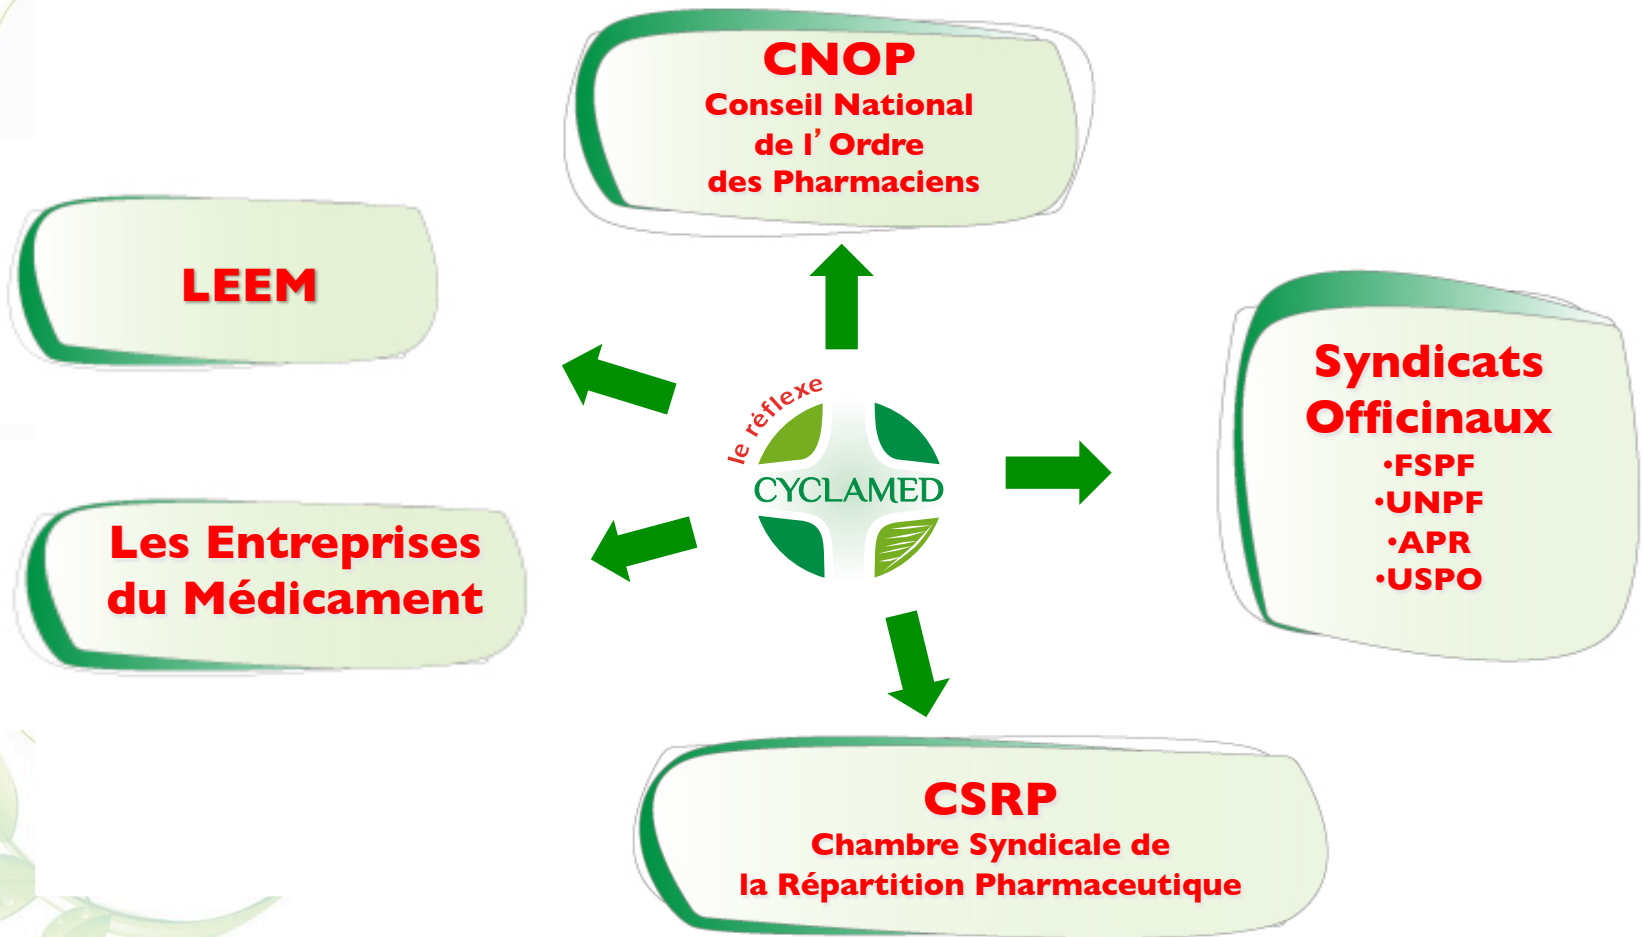 CNOP
Conseil National
de l’ Ordre
des Pharmaciens
LEEM
le réflexe
CYCLAMED
Syndicats
Officinaux
•FSPF
•UNPF
•APR
•USPO
Les Entreprises
du Médicament
CSRP
Chambre Syndicale de
la Répartition Pharmaceutique